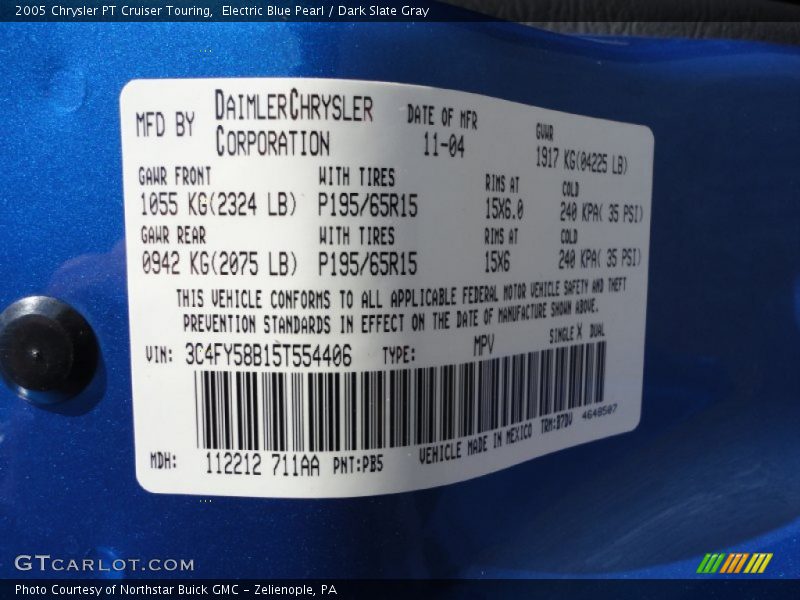 2005 Chrysler PT Cruiser Touring, Electric Blue Pearl / Dark Slate Gray
MFD BY DAIMLERCHRYSLER CORPORATION DATE OF MFR 11-04 GVWR 1917 KG(04225 LB)
GAWR FRONT WITH TIRES RIMS AT COLD
1055 KG(2324 LB) P195/65R15 15X6.0 240 KPA( 35 PSI)
GAWR REAR WITH TIRES RIMS AT COLD
0942 KG(2075 LB) P195/65R15 15X6 240 KPA( 35 PSI)
THIS VEHICLE CONFORMS TO ALL APPLICABLE FEDERAL MOTOR VEHICLE SAFETY AND THEFT
PREVENTION STANDARDS IN EFFECT ON THE DATE OF MANUFACTURE SHOWN ABOVE.
VIN: 3C4FY58B15T554406 TYPE: MPV SINGLE X DUAL
MDH: 112212 711AA PNT:PB5 VEHICLE MADE IN MEXICO TRM:B7DV 4648507
GTCARLOT.COM
Photo Courtesy of Northstar Buick GMC - Zelienople, PA